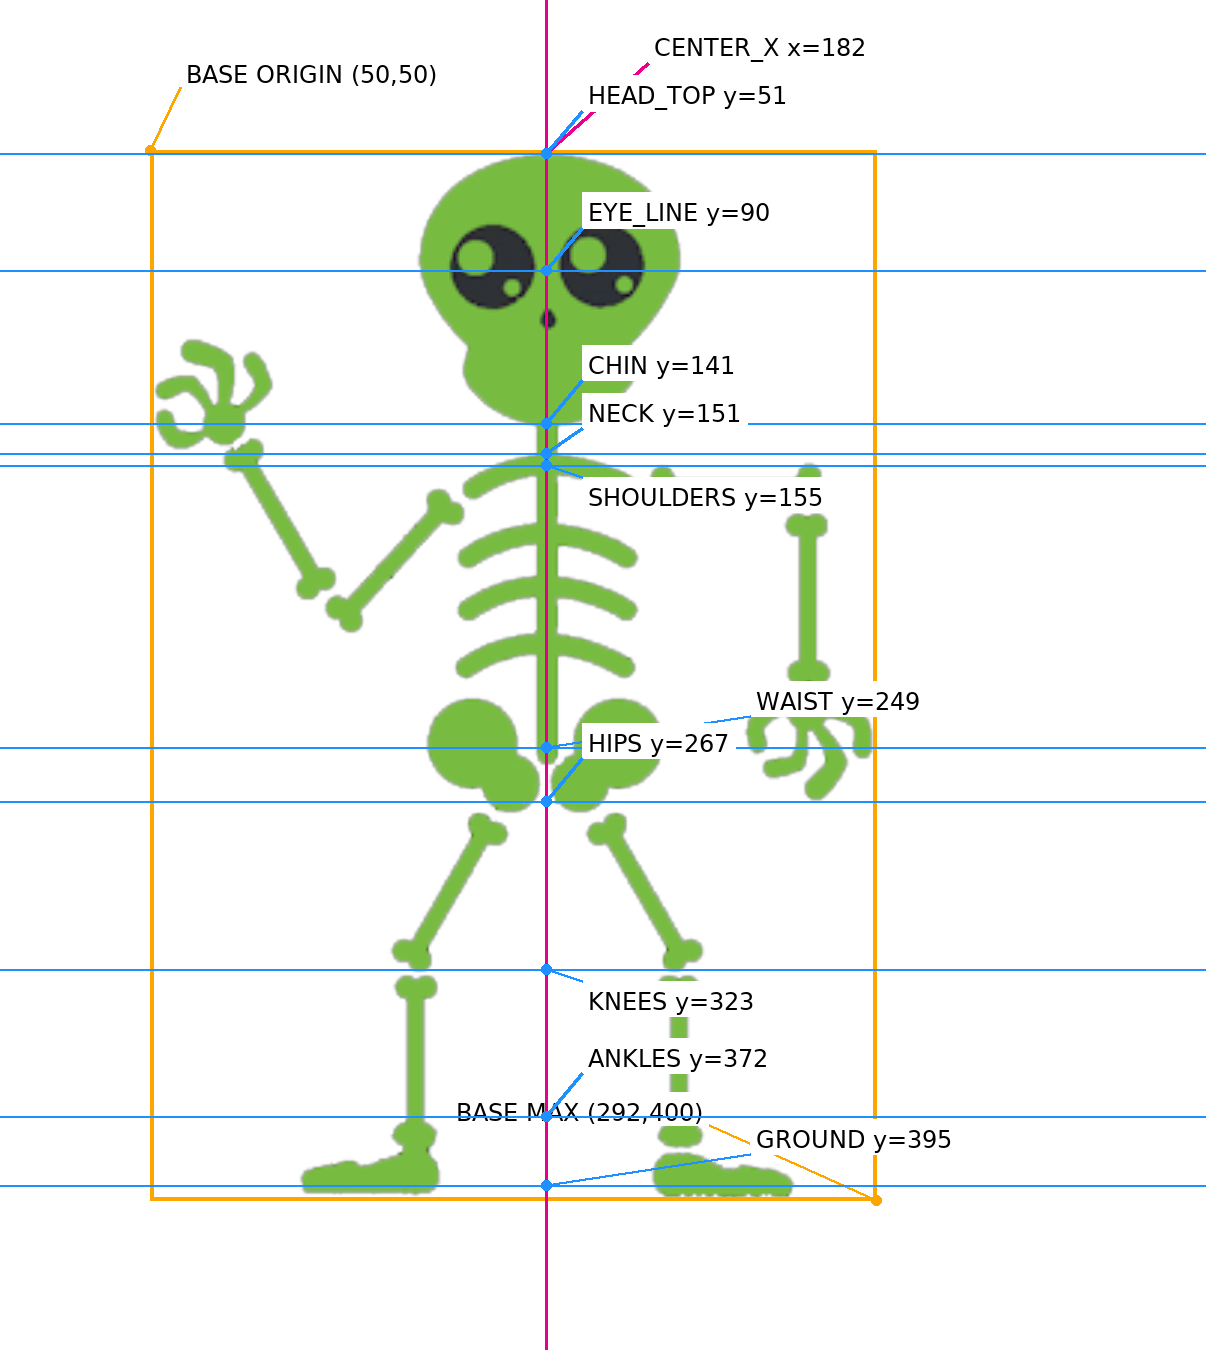 CENTER_X x=182
BASE ORIGIN (50,50)
HEAD_TOP y=51
EYE_LINE y=90
CHIN y=141
NECK y=151
SHOULDERS y=155
WAIST y=249
HIPS y=267
KNEES y=323
ANKLES y=372
BASE MAX (292,400)
GROUND y=395